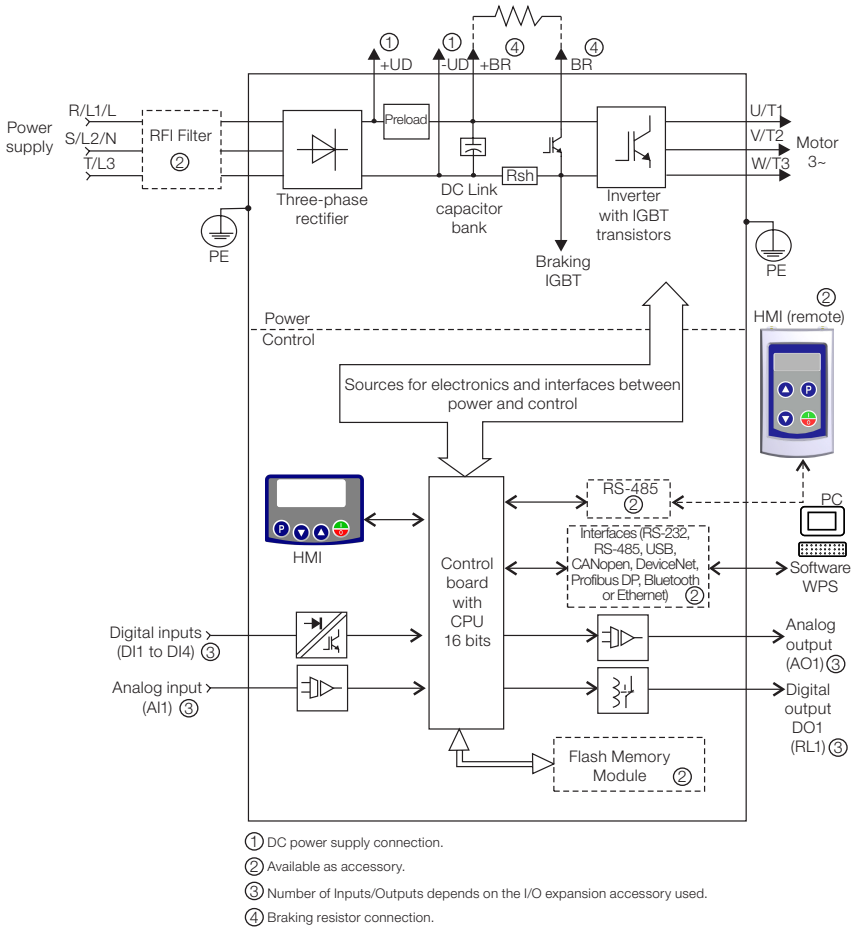 ① ① ④ ④
+UD -UD +BR BR
R/L1/L
Power supply
S/L2/N
T/L3
RFI Filter
②
Preload
U/T1
V/T2
W/T3
Motor
3~
Three-phase
rectifier
DC Link
capacitor
bank
Rsh
Inverter
with IGBT
transistors
PE
Braking
IGBT
PE
Power
Control
②
HMI (remote)
P
I
0
Sources for electronics and interfaces between
power and control
P
I
0
HMI
Control
board
with
CPU
16 bits
RS-485
②
Interfaces (RS-232,
RS-485, USB,
CANopen, DeviceNet,
Profibus DP, Bluetooth
or Ethernet) ②
PC
Software
WPS
Digital inputs
(DI1 to DI4) ③
Analog input
(AI1) ③
Analog
output
(AO1) ③
Digital
output
DO1
(RL1) ③
Flash Memory
Module ②
① DC power supply connection.
② Available as accessory.
③ Number of Inputs/Outputs depends on the I/O expansion accessory used.
④ Braking resistor connection.